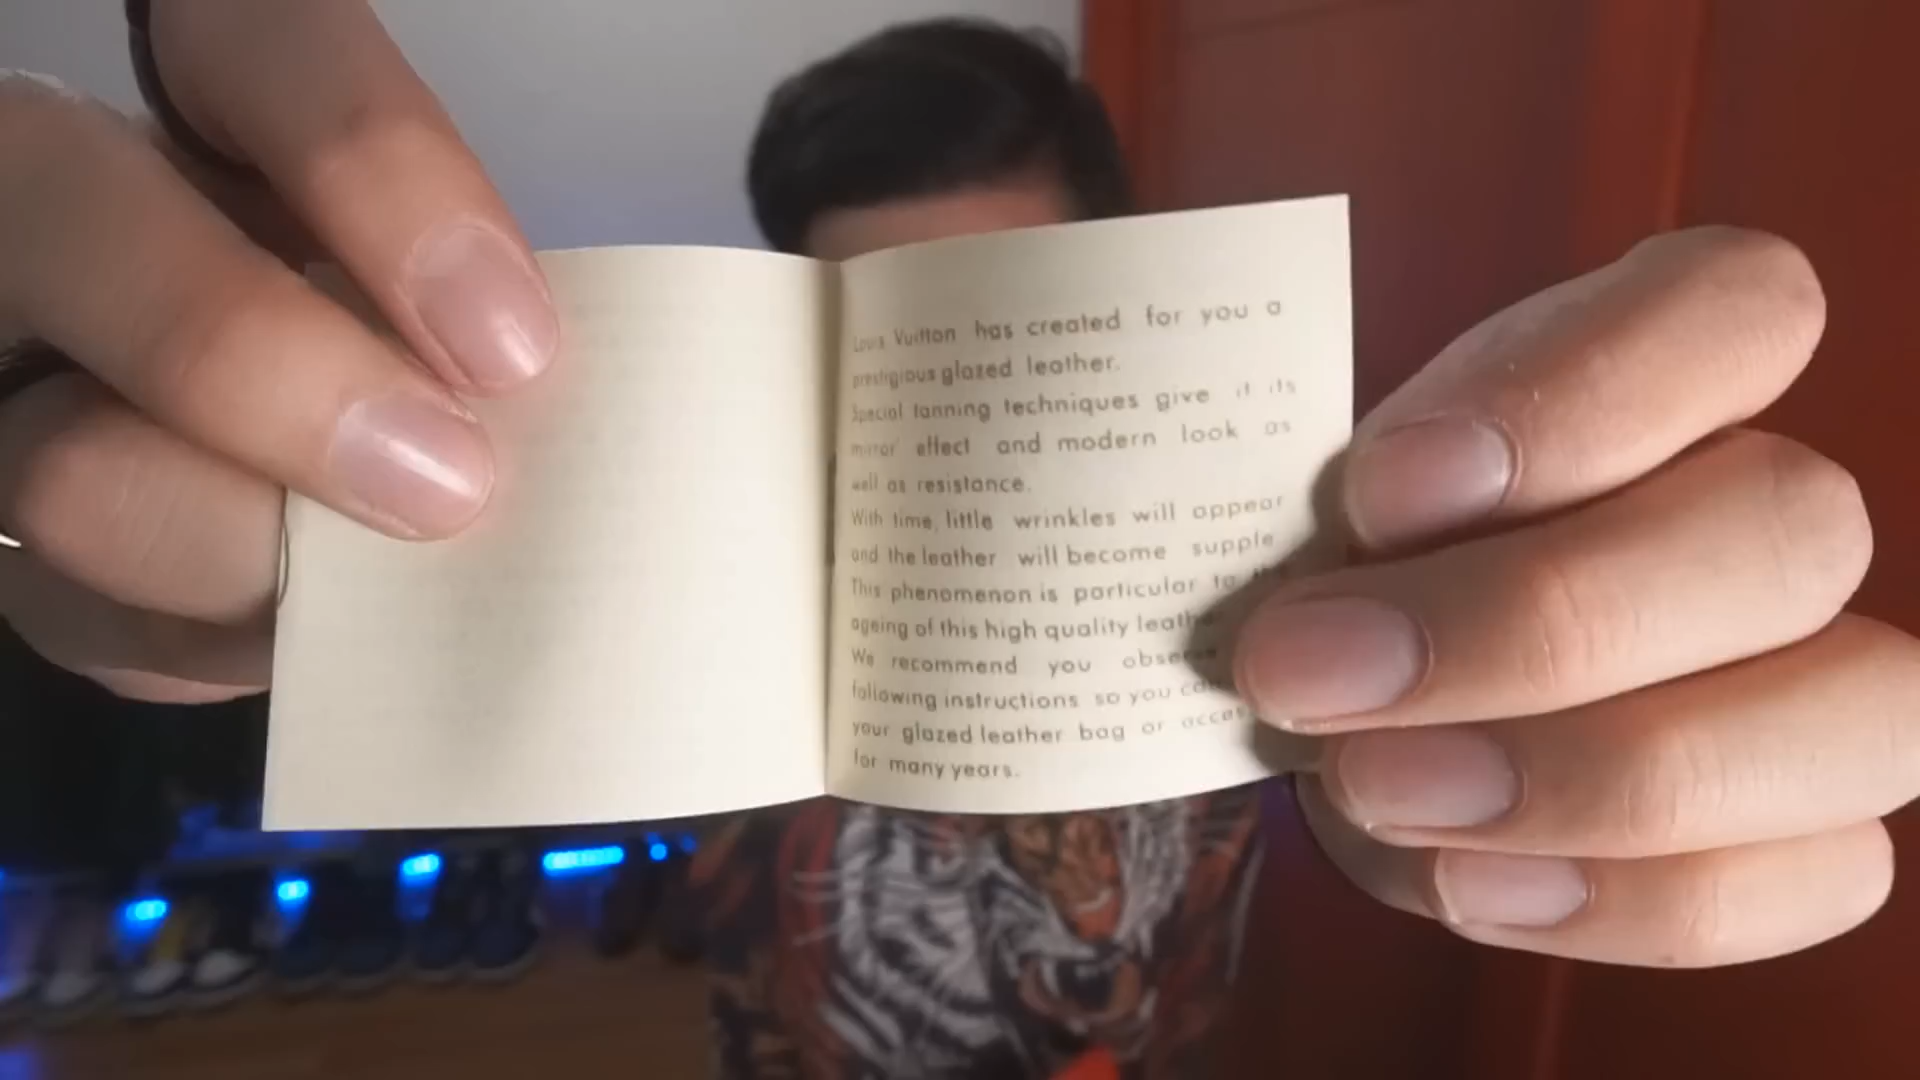 Louis Vuitton has created for you a
prestigious glazed leather.
Special tanning techniques give it its
mirror' effect and modern look as
well as resistance.
With time, little wrinkles will appear
and the leather will become supple
This phenomenon is particular to
ageing of this high quality
We recommend you
following instructions so you
your glazed leather bag or
for many years.